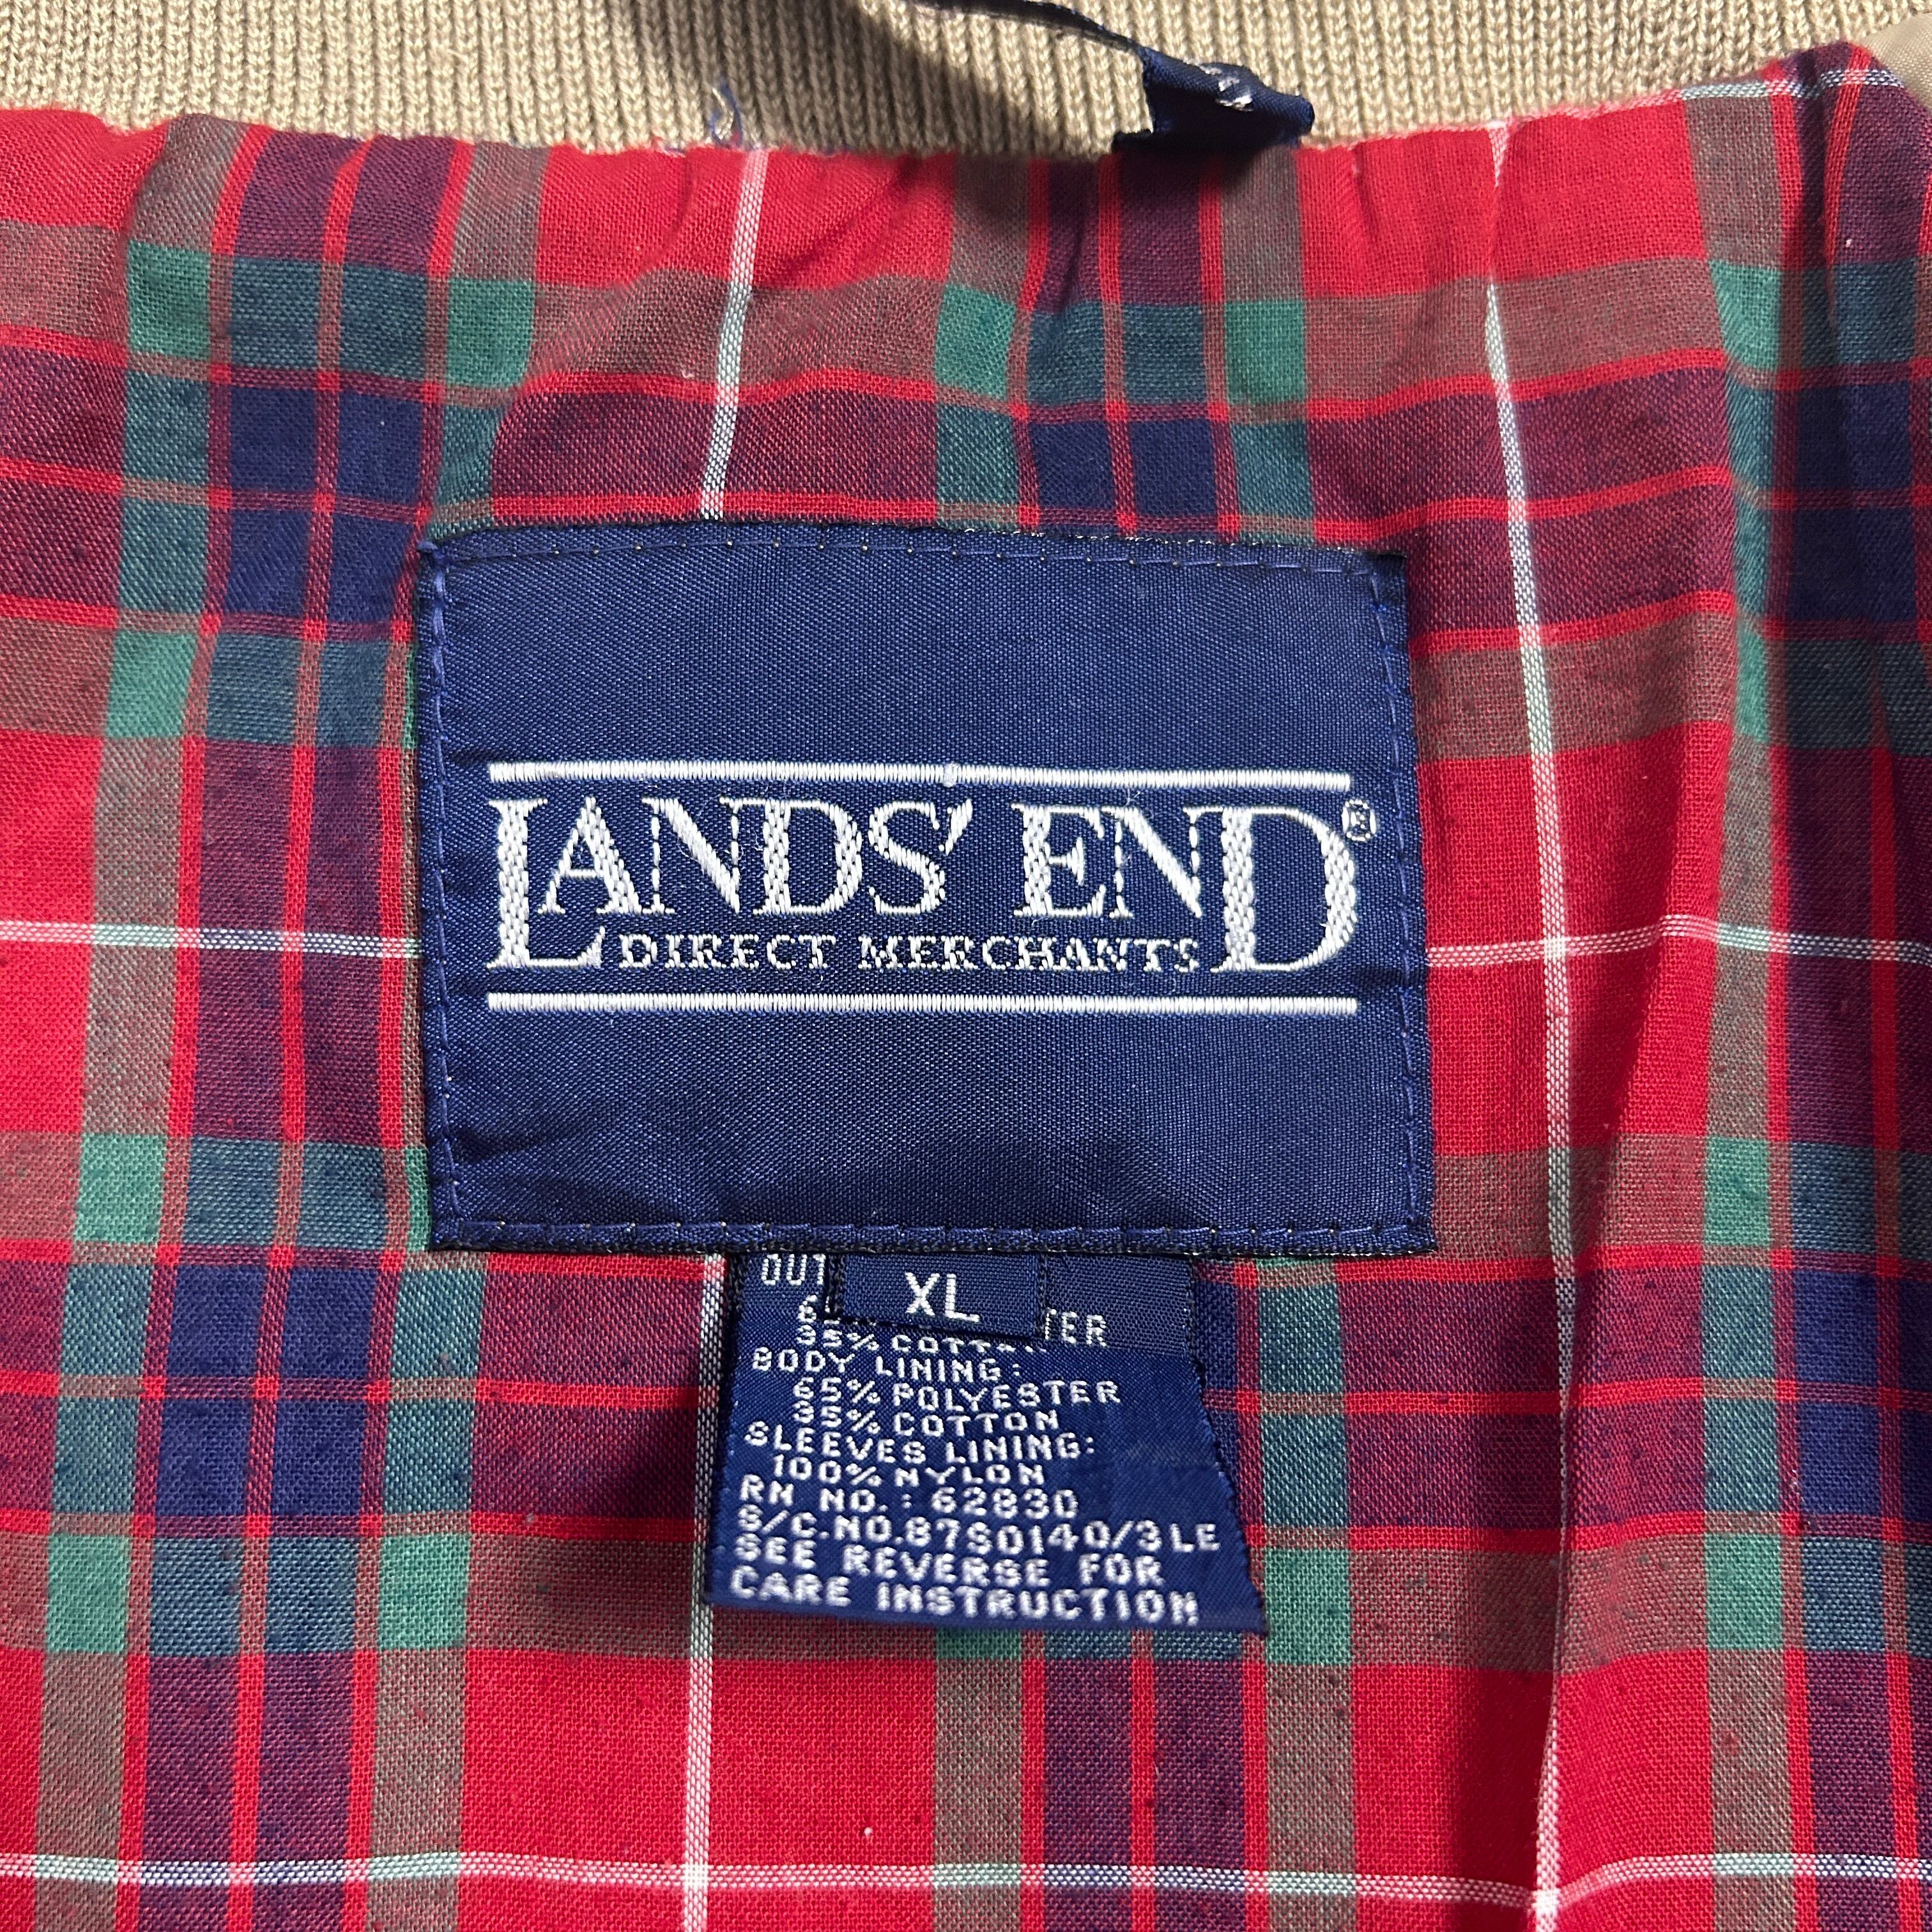 LANDS' END®
DIRECT MERCHANTS
XL
35% COTTON
BODY LINING:
65% POLYESTER
35% COTTON
SLEEVES LINING:
100% NYLON
RN NO.: 62830
S/C.NO.87S0140/3LE
SEE REVERSE FOR
CARE INSTRUCTION